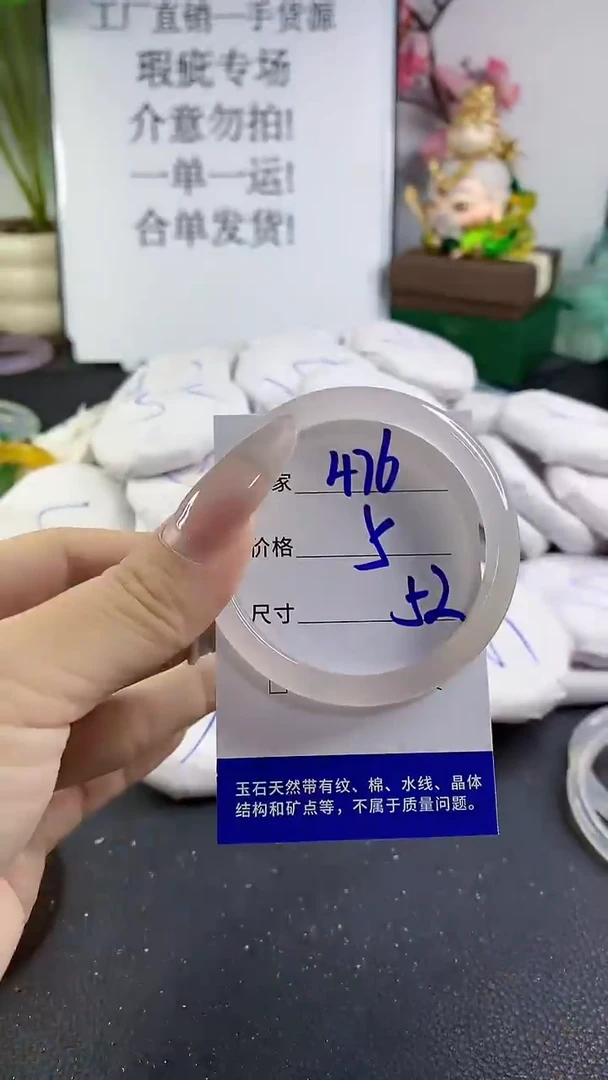 工厂直销一手货源
瑕疵专场
介意勿拍!
一单一运!
合单发货!
家 476
价格 5
尺寸 52
玉石天然带有纹、棉、水线、晶体
结构和矿点等，不属于质量问题。